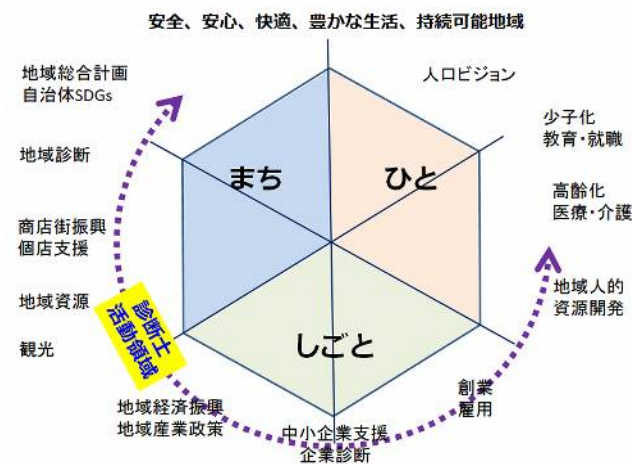 安全、安心、快適、豊かな生活、持続可能地域
地域総合計画
自治体SDGs
人口ビジョン
少子化
教育・就職
地域診断
まち
ひと
高齢化
医療・介護
商店街振興
個店支援
地域資源
診断士
活動領域
地域人的
資源開発
観光
しごと
創業
雇用
地域経済振興
地域産業政策
中小企業支援
企業診断